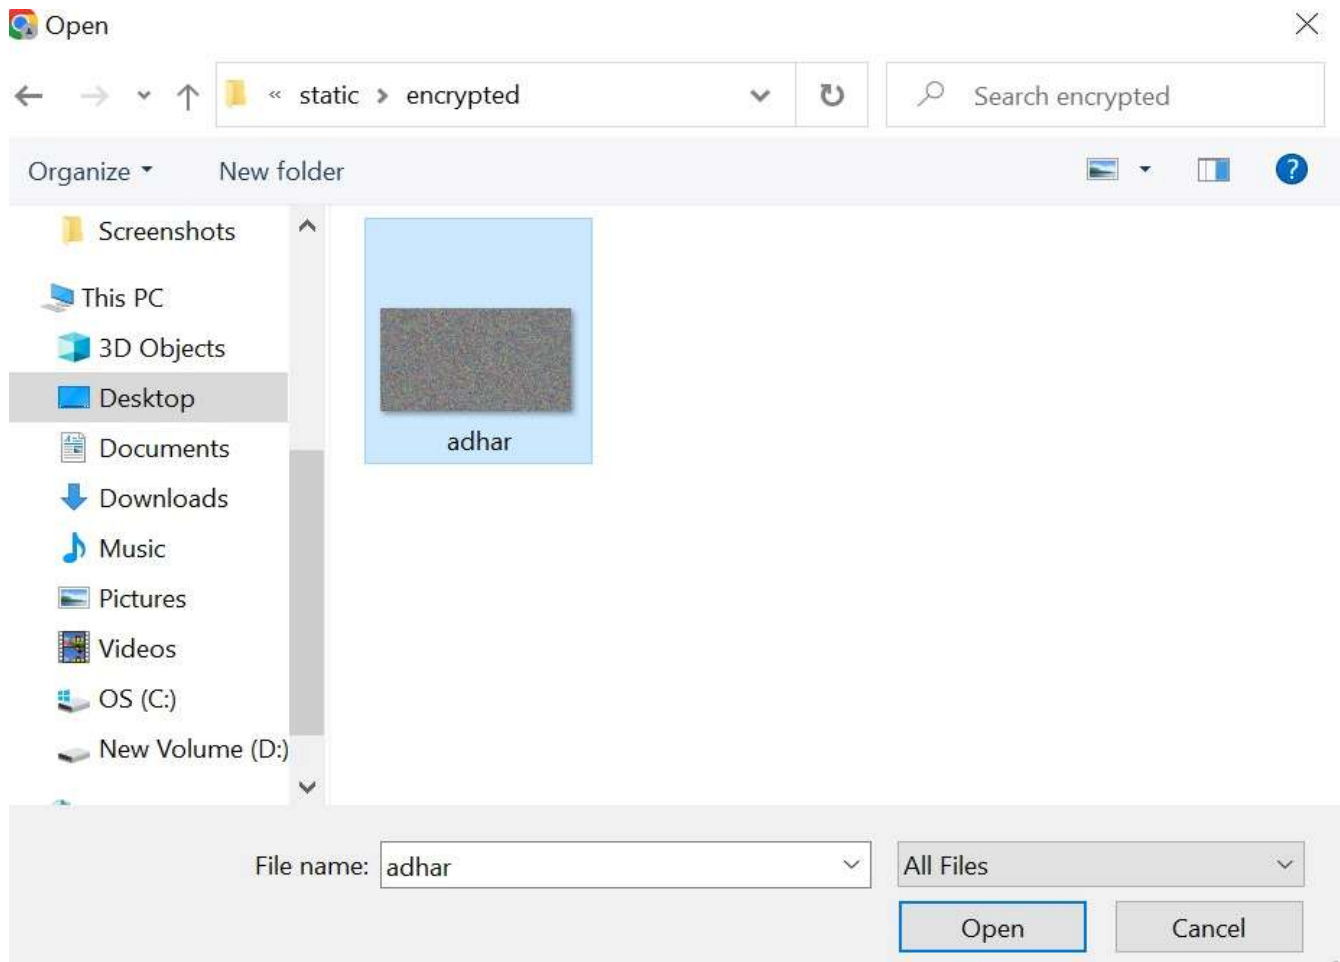 Open
« static > encrypted
Search encrypted
Organize
New folder
?
Screenshots
This PC
3D Objects
Desktop
Documents
Downloads
Music
Pictures
Videos
OS (C:)
New Volume (D:)
adhar
File name: adhar
All Files
Open
Cancel